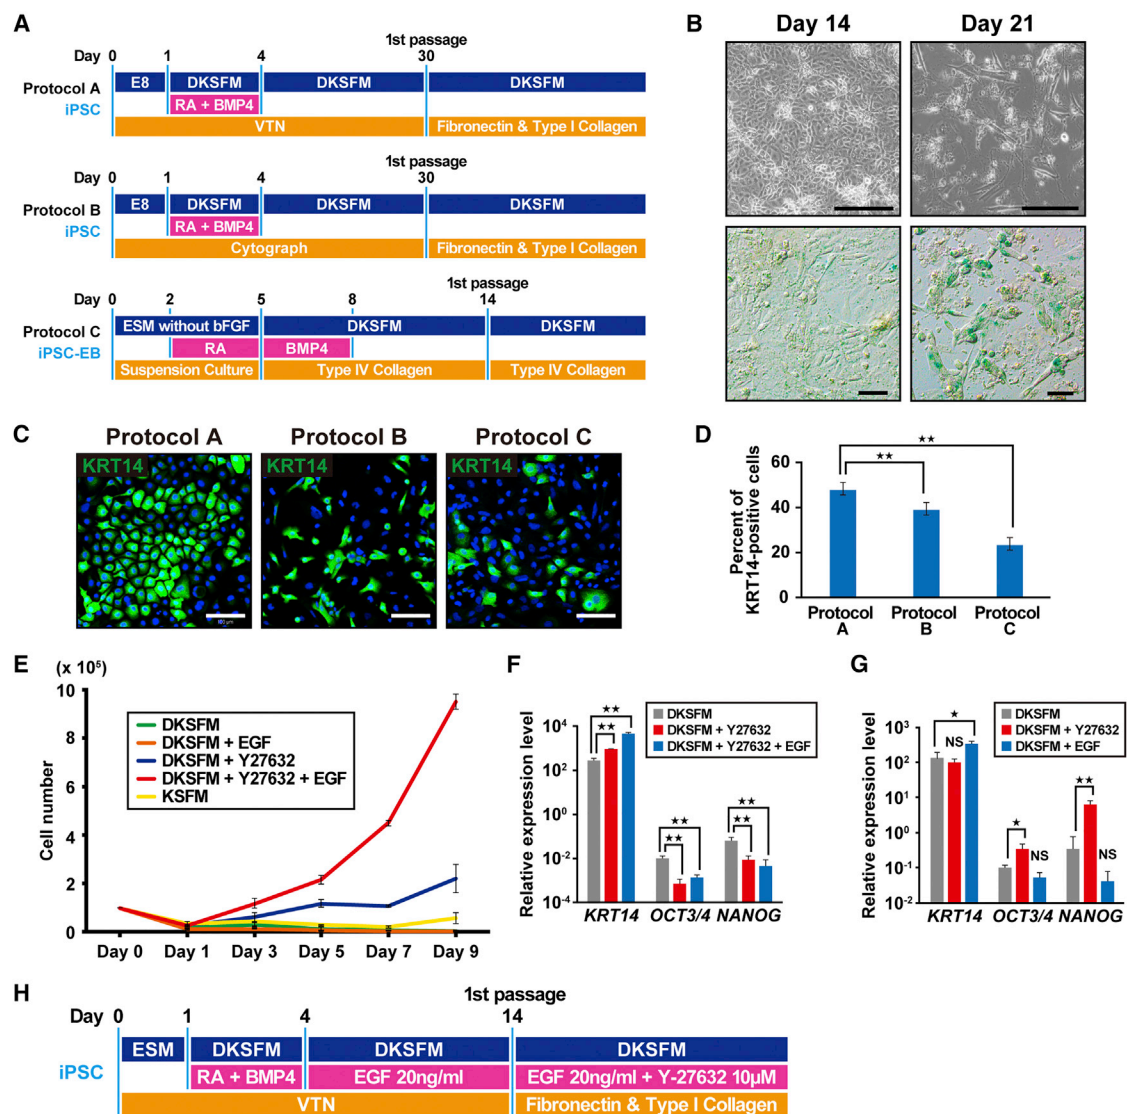 A
1st passage
Day 0 1 4 30
Protocol A E8 DKSFM DKSFM DKSFM
iPSC RA + BMP4
VTN Fibronectin & Type I Collagen
1st passage
Day 0 1 4 30
Protocol B E8 DKSFM DKSFM DKSFM
iPSC RA + BMP4
Cytograph Fibronectin & Type I Collagen
1st passage
Day 0 2 5 8 14
Protocol C ESM without bFGF DKSFM DKSFM
iPSC-EB RA BMP4
Suspension Culture Type IV Collagen Type IV Collagen
B Day 14 Day 21
C Protocol A Protocol B Protocol C
KRT14 KRT14 KRT14
100 μm
D
★★
★★
Percent of
KRT14-positive cells
60
40
20
0
Protocol Protocol Protocol
A B C
E (x 10⁵)
Cell number
10
8
6
4
2
0
DKSFM
DKSFM + EGF
DKSFM + Y27632
DKSFM + Y27632 + EGF
KSFM
Day 0 Day 1 Day 3 Day 5 Day 7 Day 9
F
Relative expression level
DKSFM
DKSFM + Y27632
DKSFM + Y27632 + EGF
10⁴
10²
10⁰
10⁻²
10⁻⁴
★★
★★
★★
★★
★★
★★
KRT14 OCT3/4 NANOG
G
Relative expression level
DKSFM
DKSFM + Y27632
DKSFM + EGF
10³
10²
10¹
10⁰
10⁻¹
10⁻²
★
NS
★
NS
★★
NS
KRT14 OCT3/4 NANOG
H
1st passage
Day 0 1 4 14
ESM DKSFM DKSFM DKSFM
iPSC RA + BMP4 EGF 20ng/ml EGF 20ng/ml + Y-27632 10μM
VTN Fibronectin & Type I Collagen